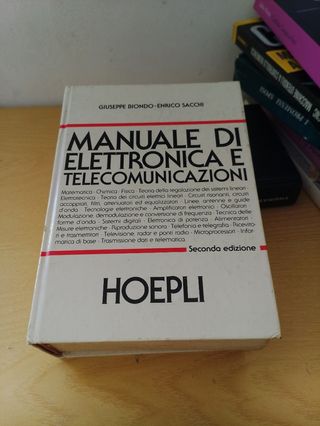 GIUSEPPE BIONDO - ENRICO SACCHI
MANUALE DI
ELETTRONICA E
TELECOMUNICAZIONI
Matematica - Chimica - Fisica - Teoria della regolazione dei sistemi lineari -
Elettrotecnica - Teoria dei circuiti elettrici lineari - Circuiti risonanti, circuiti
accoppiati, filtri, attenuatori ed equalizzatori - Linee, antenne e guide
d'onda - Tecnologie elettroniche - Amplificatori elettronici - Oscillatori -
Modulazione, demodulazione e conversione di frequenza - Tecnica delle
forme d'onda - Sistemi digitali - Elettronica di potenza - Alimentatori -
Misure elettroniche - Riproduzione sonora - Telefonia e telegrafia - Ricevito-
ri e trasmettitori - Televisione, radar e ponti radio - Microprocessori - Infor-
matica di base - Trasmissione dati e telematica.
Seconda edizione
HOEPLI
I PROMESSI SPOSI